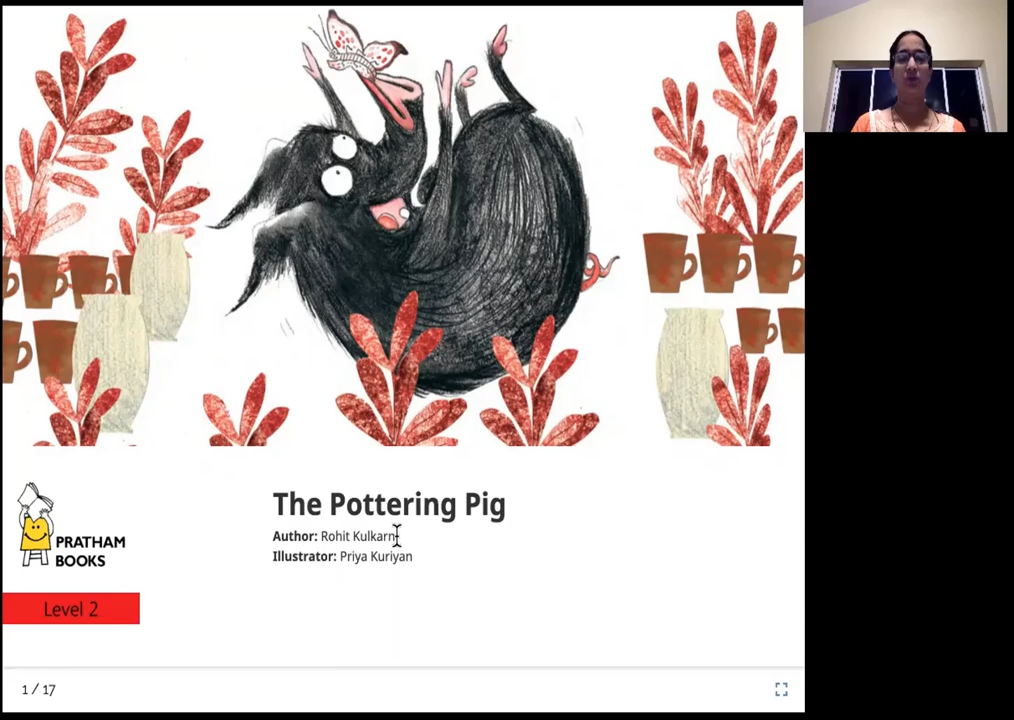 The Pottering Pig
Author: Rohit Kulkarni
Illustrator: Priya Kuriyan
PRATHAM
BOOKS
Level 2
1 / 17